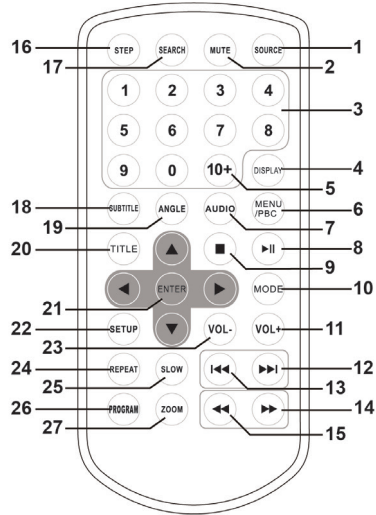 16 STEP SEARCH MUTE SOURCE 1
17 2
1 2 3 4 3
5 6 7 8
9 0 10+ DISPLAY 4
5
18 SUBTITLE ANGLE AUDIO MENU /PBC 6
19 7
20 TITLE 8
9
21 ENTER MODE 10
22 SETUP VOL- VOL+ 11
23
24 REPEAT SLOW 12
25 13
26 PROGRAM ZOOM 14
27 15